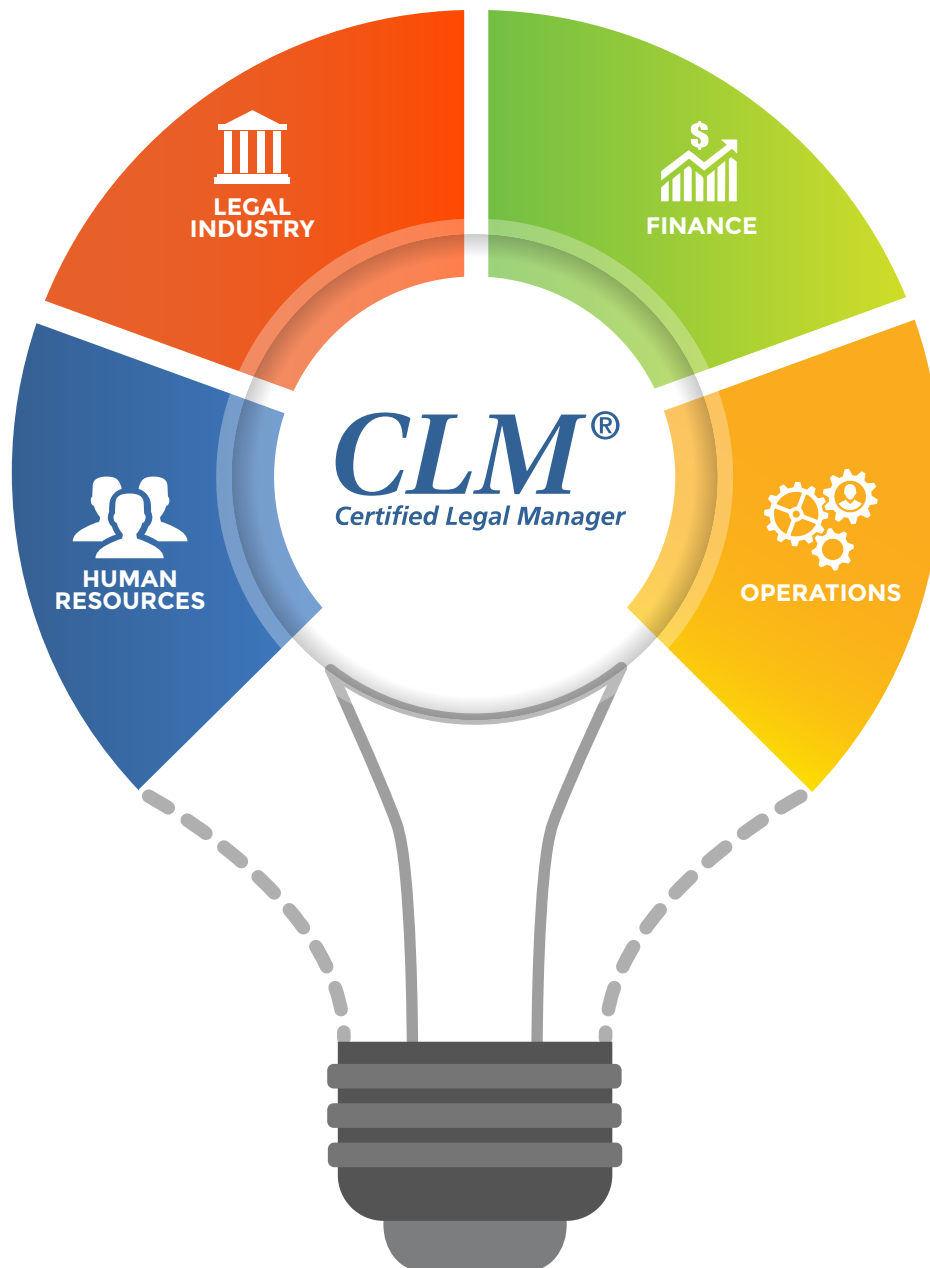 LEGAL
INDUSTRY
$
FINANCE
CLM®
Certified Legal Manager
HUMAN
RESOURCES
OPERATIONS